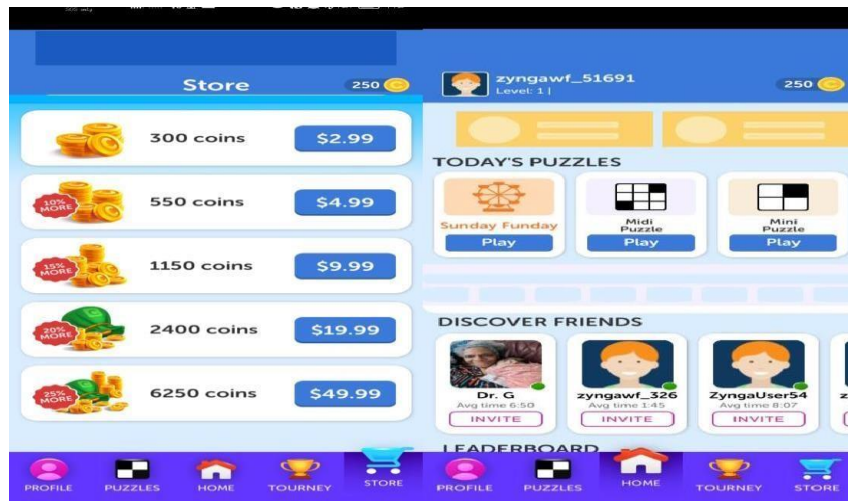 SOS only
Store
250
300 coins
$2.99
10%
MORE
550 coins
$4.99
15%
MORE
1150 coins
$9.99
20%
MORE
2400 coins
$19.99
25%
MORE
6250 coins
$49.99
PROFILE
PUZZLES
HOME
TOURNEY
STORE
zyngawf_51691
Level: 1 |
250
TODAY'S PUZZLES
Sunday Funday
Play
Midi
Puzzle
Play
Mini
Puzzle
Play
DISCOVER FRIENDS
Dr. G
Avg time 6:50
INVITE
zyngawf_326
Avg time 1:45
INVITE
ZyngaUser54
Avg time 8:07
INVITE
z
LEADERBOARD
PROFILE
PUZZLES
HOME
TOURNEY
STORE